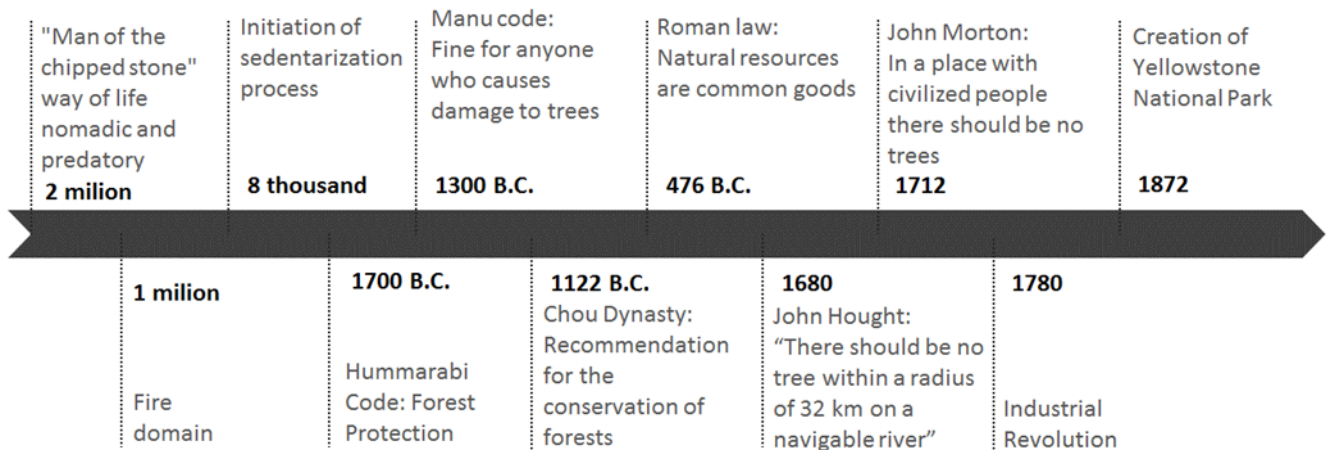 "Man of the
chipped stone"
way of life
nomadic and
predatory
2 milion
Initiation of
sedentarization
process
8 thousand
Manu code:
Fine for anyone
who causes
damage to trees
1300 B.C.
Roman law:
Natural resources
are common goods
476 B.C.
John Morton:
In a place with
civilized people
there should be no
trees
1712
Creation of
Yellowstone
National Park
1872
1 milion
Fire
domain
1700 B.C.
Hummarabi
Code: Forest
Protection
1122 B.C.
Chou Dynasty:
Recommendation
for the
conservation of
forests
1680
John Hought:
“There should be no
tree within a radius
of 32 km on a
navigable river”
1780
Industrial
Revolution